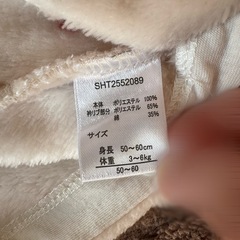 SHT2552089
本体 ポリエステル 100%
衿リブ部分 ポリエステル 65%
綿 35%
サイズ
身長 50~60cm
体重 3~6kg
50~60